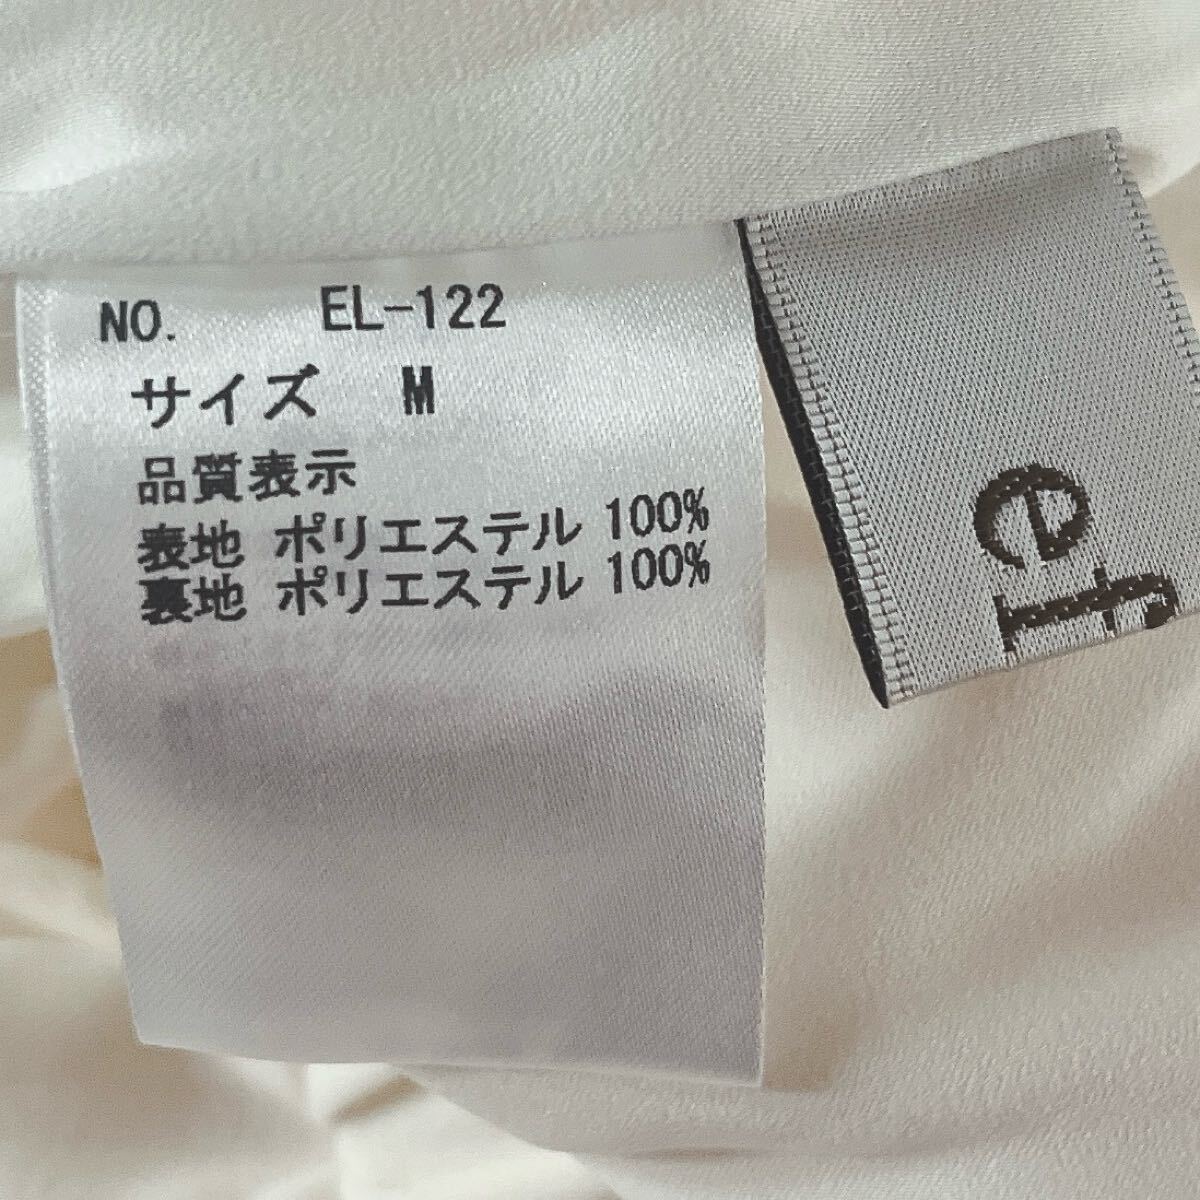 NO. EL-122
サイズ M
品質表示
表地 ポリエステル 100%
裏地 ポリエステル 100%